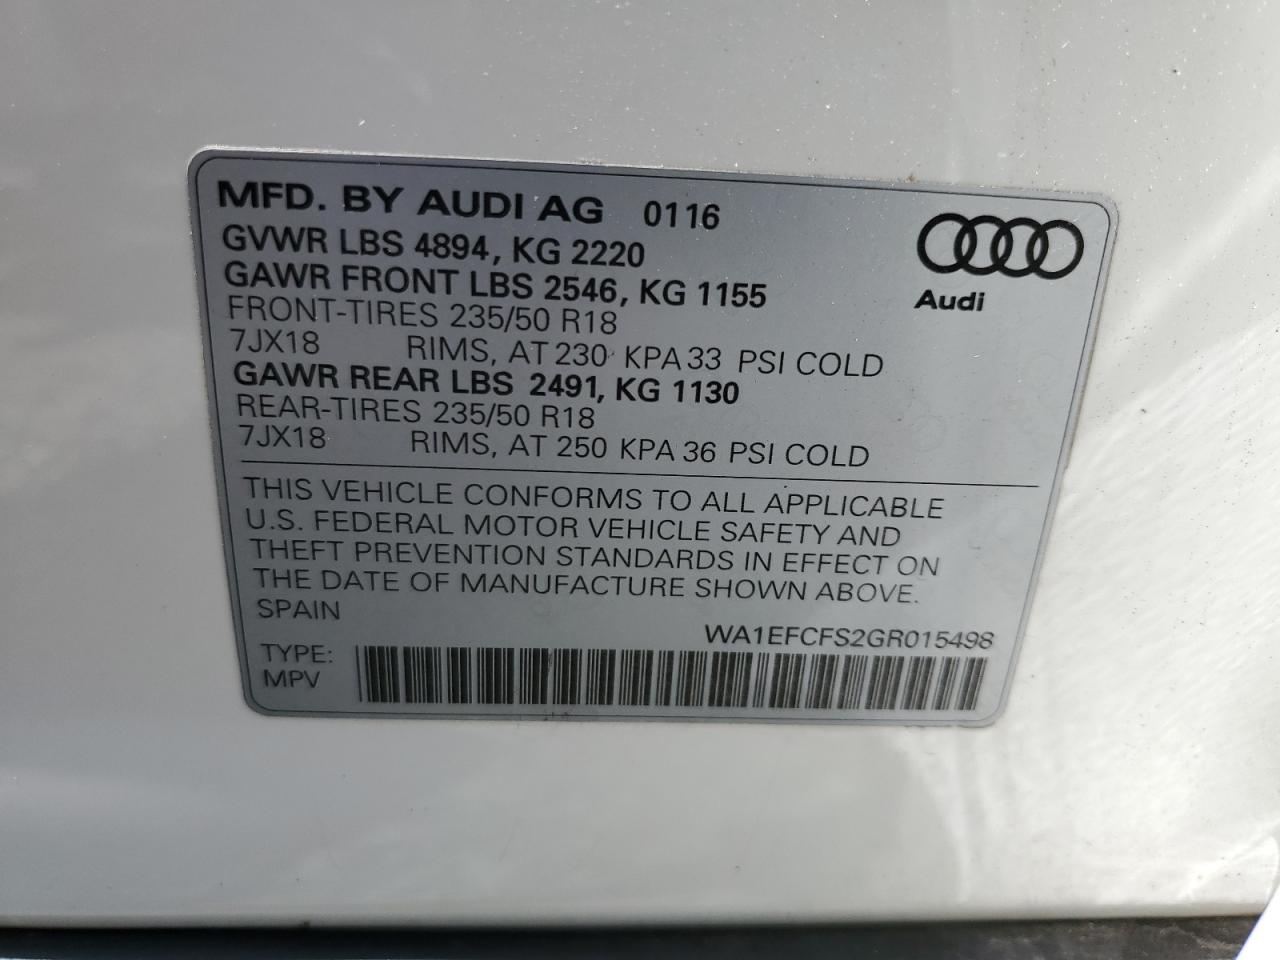 MFD. BY AUDI AG 0116
GVWR LBS 4894, KG 2220
GAWR FRONT LBS 2546, KG 1155
FRONT-TIRES 235/50 R18
7JX18 RIMS, AT 230 KPA 33 PSI COLD
GAWR REAR LBS 2491, KG 1130
REAR-TIRES 235/50 R18
7JX18 RIMS, AT 250 KPA 36 PSI COLD
Audi
THIS VEHICLE CONFORMS TO ALL APPLICABLE
U.S. FEDERAL MOTOR VEHICLE SAFETY AND
THEFT PREVENTION STANDARDS IN EFFECT ON
THE DATE OF MANUFACTURE SHOWN ABOVE.
SPAIN
WA1EFCFS2GR015498
TYPE:
MPV